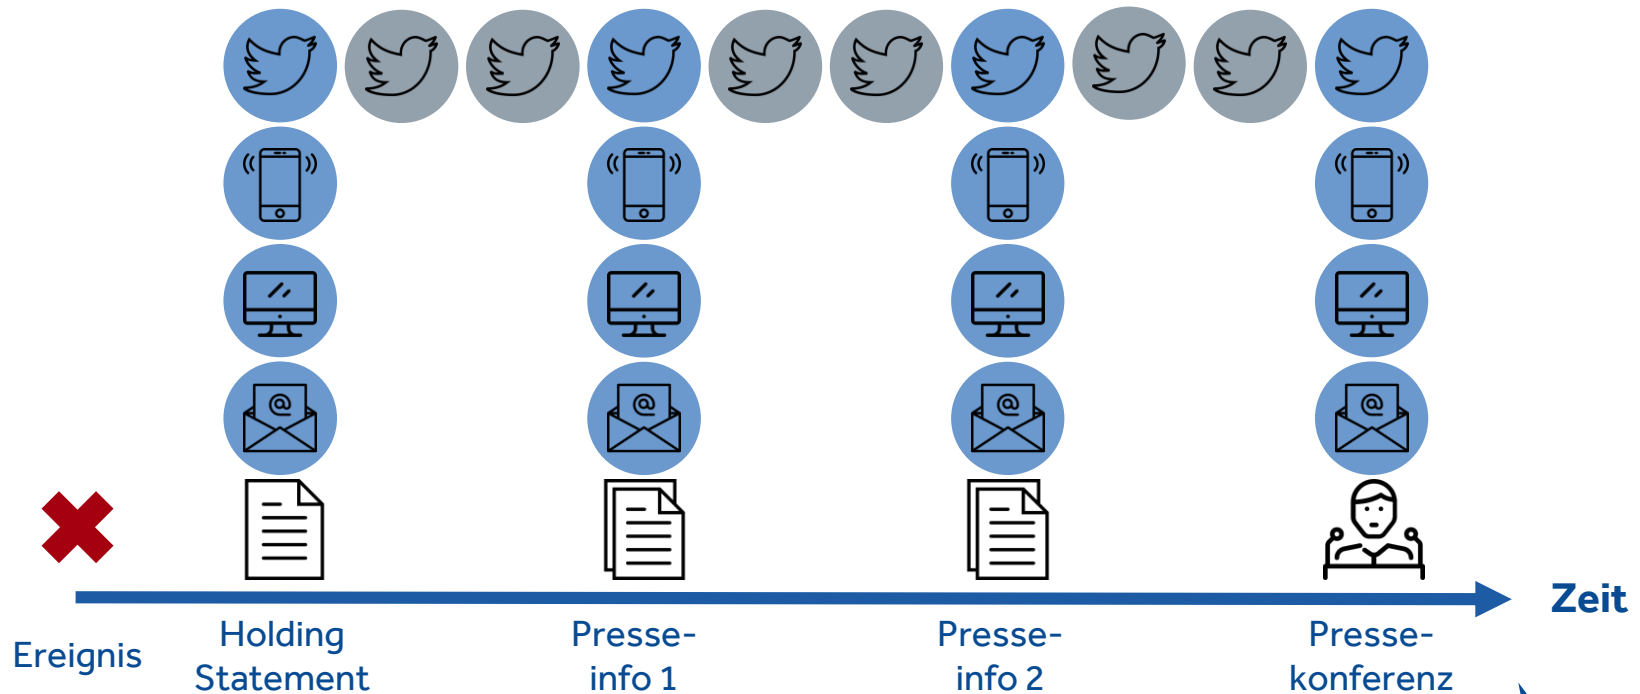 Zeit
Ereignis
Holding
Statement
Presse-
info 1
Presse-
info 2
Presse-
konferenz